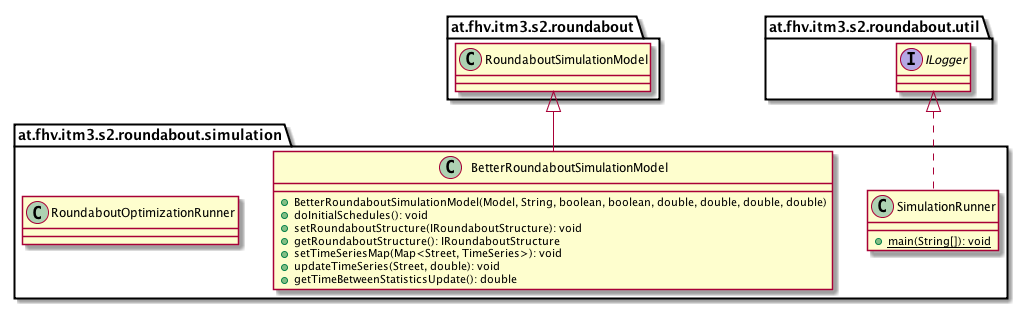 at.fhv.itm3.s2.roundabout
C RoundaboutSimulationModel
at.fhv.itm3.s2.roundabout.util
I ILogger
at.fhv.itm3.s2.roundabout.simulation
C RoundaboutOptimizationRunner
C BetterRoundaboutSimulationModel
BetterRoundaboutSimulationModel(Model, String, boolean, boolean, double, double, double, double)
doInitialSchedules(): void
setRoundaboutStructure(IRoundaboutStructure): void
getRoundaboutStructure(): IRoundaboutStructure
setTimeSeriesMap(Map<Street, TimeSeries>): void
updateTimeSeries(Street, double): void
getTimeBetweenStatisticsUpdate(): double
C SimulationRunner
main(String[]): void